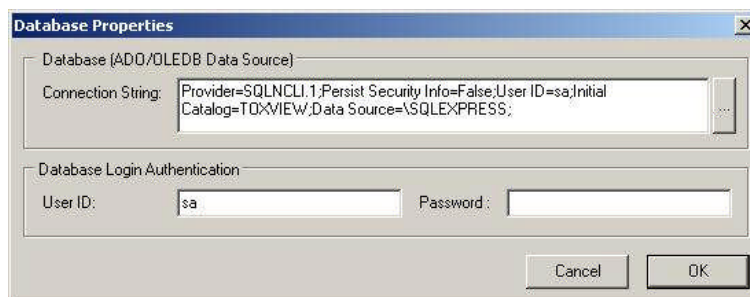 Database Properties
Database (ADO/OLEDB Data Source)
Connection String:
Provider=SQLNCLI.1;Persist Security Info=False;User ID=sa;Initial
Catalog=TOXVIEW;Data Source=\SQLEXPRESS;
...
Database Login Authentication
User ID:
sa
Password :
Cancel
OK